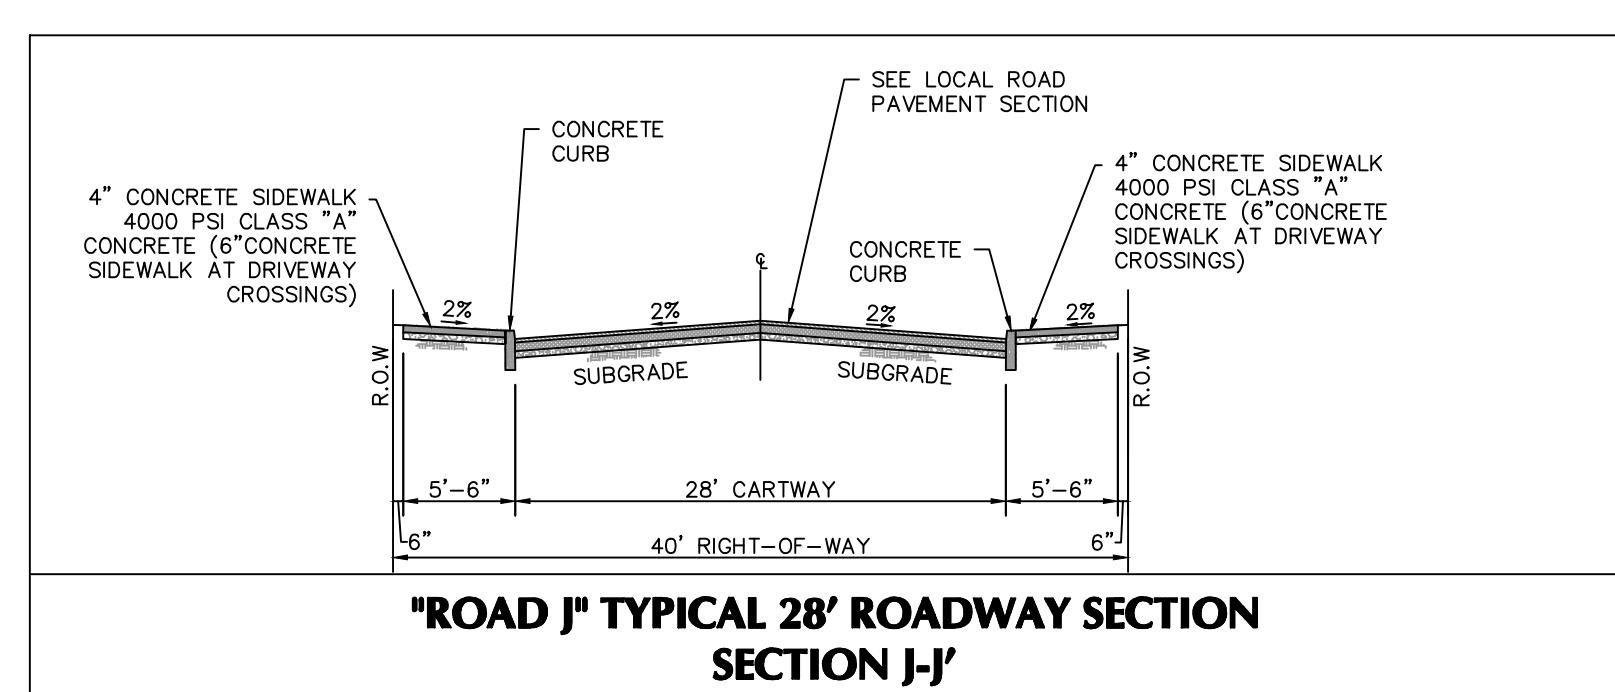 SEE LOCAL ROAD
PAVEMENT SECTION
CONCRETE
CURB
4" CONCRETE SIDEWALK
4000 PSI CLASS "A"
CONCRETE (6"CONCRETE
SIDEWALK AT DRIVEWAY
CROSSINGS)
4" CONCRETE SIDEWALK
4000 PSI CLASS "A"
CONCRETE (6"CONCRETE
SIDEWALK AT DRIVEWAY
CROSSINGS)
CONCRETE
CURB
℄
2%
2%
2%
2%
R.O.W
SUBGRADE
SUBGRADE
R.O.W
5'-6"
28' CARTWAY
5'-6"
6"
40' RIGHT-OF-WAY
6"
"ROAD J" TYPICAL 28' ROADWAY SECTION
SECTION J-J'